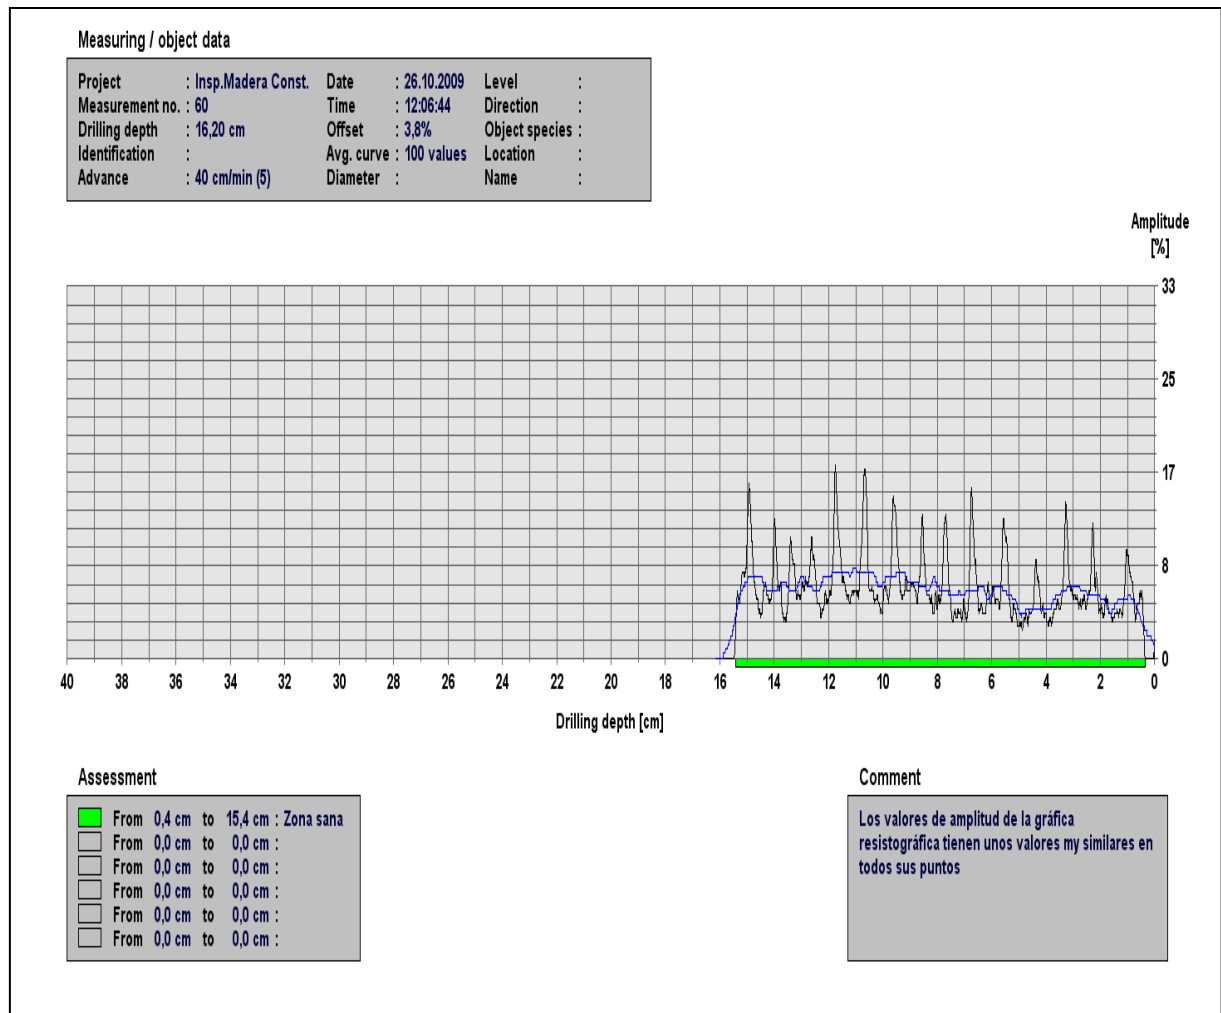 Measuring / object data
Project : Insp.Madera Const. Date : 26.10.2009 Level :
Measurement no. : 60 Time : 12:06:44 Direction :
Drilling depth : 16,20 cm Offset : 3,8% Object species :
Identification : Avg. curve : 100 values Location :
Advance : 40 cm/min (5) Diameter : Name :
Amplitude
[%]
33
25
17
8
0
40 38 36 34 32 30 28 26 24 22 20 18 16 14 12 10 8 6 4 2 0
Drilling depth [cm]
Assessment
From 0,4 cm to 15,4 cm : Zona sana
From 0,0 cm to 0,0 cm :
From 0,0 cm to 0,0 cm :
From 0,0 cm to 0,0 cm :
From 0,0 cm to 0,0 cm :
From 0,0 cm to 0,0 cm :
Comment
Los valores de amplitud de la gráfica
resistográfica tienen unos valores my similares en
todos sus puntos